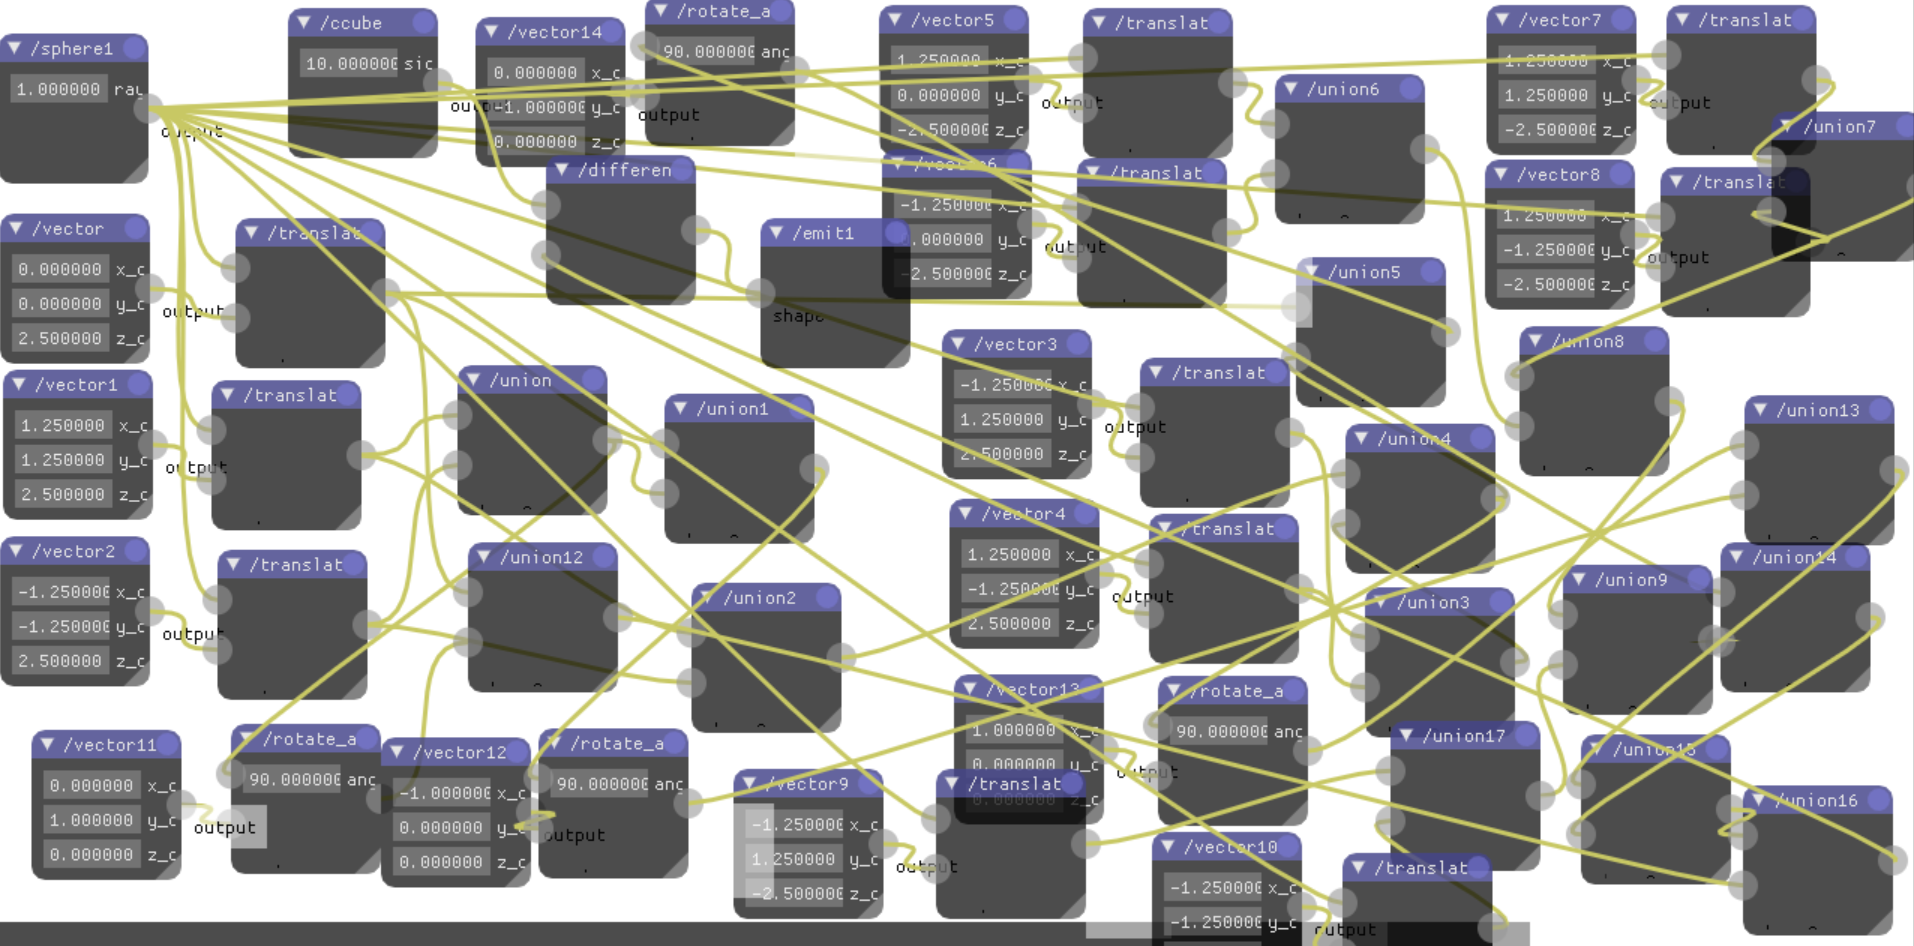 /sphere1
1.000000 ray
output
/ccube
10.000000 sic
/vector14
0.000000 x_c
-1.000000 y_c
0.000000 z_c
output
/rotate_a
90.000000 ang
/vector5
1.250000 x_c
0.000000 y_c
-2.500000 z_c
output
/translat
/union6
/vector7
1.250000 x_c
1.250000 y_c
-2.500000 z_c
output
/translat
/union7
/differen
/emit1
shape
/vector6
-1.250000 x_c
y_c
-2.500000 z_c
output
/translat
/vector8
1.250000 x_c
-1.250000 y_c
-2.500000 z_c
output
/translat
/vector
0.000000 x_c
0.000000 y_c
2.500000 z_c
output
/translat
/union5
/vector3
-1.250000 x_c
1.250000 y_c
2.500000 z_c
output
/translat
/union8
/vector1
1.250000 x_c
1.250000 y_c
2.500000 z_c
output
/translat
/union
/union1
/union4
/union13
/vector2
-1.250000 x_c
-1.250000 y_c
2.500000 z_c
output
/translat
/union12
/union2
/vector4
1.250000 x_c
-1.250000 y_c
2.500000 z_c
output
/translat
/union3
/union9
/union14
/vector11
0.000000 x_c
1.000000 y_c
0.000000 z_c
output
/rotate_a
90.000000 ang
/vector12
-1.000000 x_c
0.000000 y_c
0.000000 z_c
output
/rotate_a
90.000000 ang
/vector9
-1.250000 x_c
1.250000 y_c
-2.500000 z_c
output
/translat
/vector13
1.000000 x_c
0.000000 y_c
0.000000 z_c
output
/rotate_a
90.000000 ang
/union17
/union15
/union16
/vector10
-1.250000 x_c
-1.250000 y_c
output
/translat